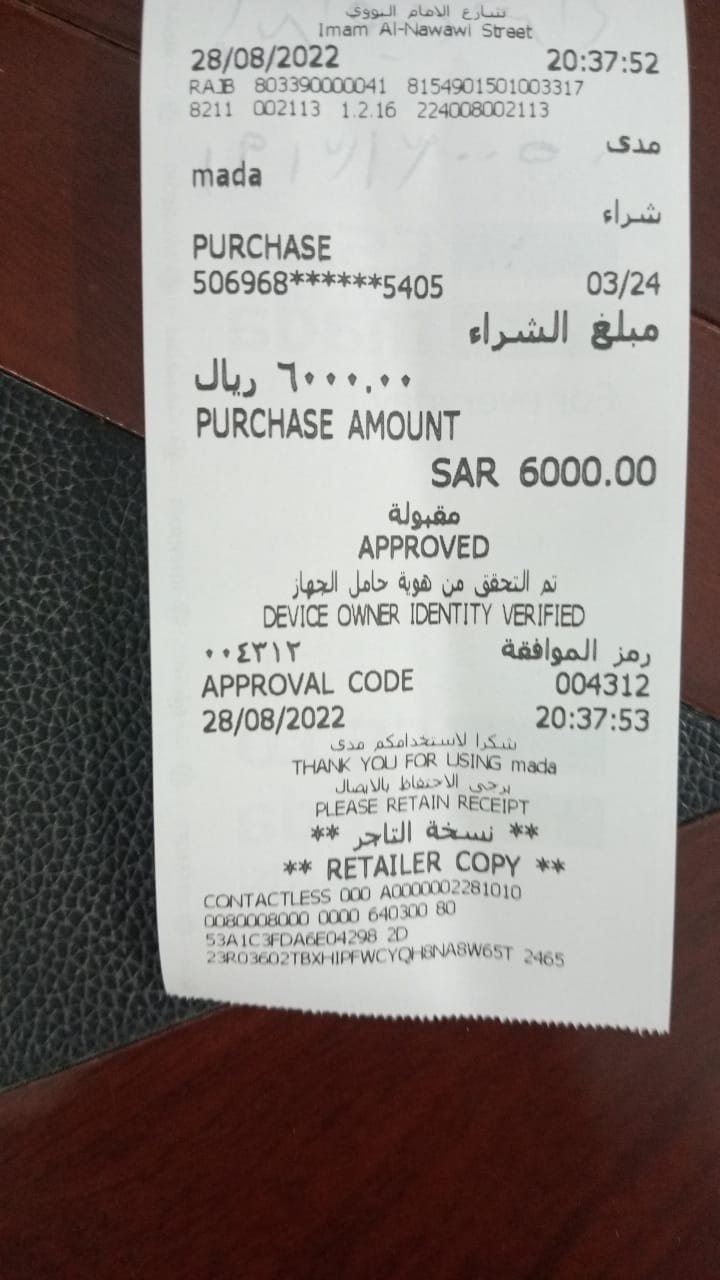 شارع الامام النووي
Imam Al-Nawawi Street
28/08/2022 20:37:52
RAJB 803390000041 8154901501003317
8211 002113 1.2.16 224008002113
مدى
mada
شراء
PURCHASE
506968******5405 03/24
مبلغ الشراء
٦٠٠٠.٠٠ ريال
PURCHASE AMOUNT
SAR 6000.00
مقبولة
APPROVED
تم التحقق من هوية حامل الجهاز
DEVICE OWNER IDENTITY VERIFIED
رمز الموافقة ٠٠٤٣١٢
APPROVAL CODE 004312
28/08/2022 20:37:53
شكرا لاستخدامكم مدى
THANK YOU FOR USING mada
يرجى الاحتفاظ بالايصال
PLEASE RETAIN RECEIPT
** نسخة التاجر **
** RETAILER COPY **
CONTACTLESS 000 A0000002281010
0080008000 0000 640300 80
53A1C3FDA6E04298 2D
23R03602TBXHIPFWCYQH8NA8W65T 2465